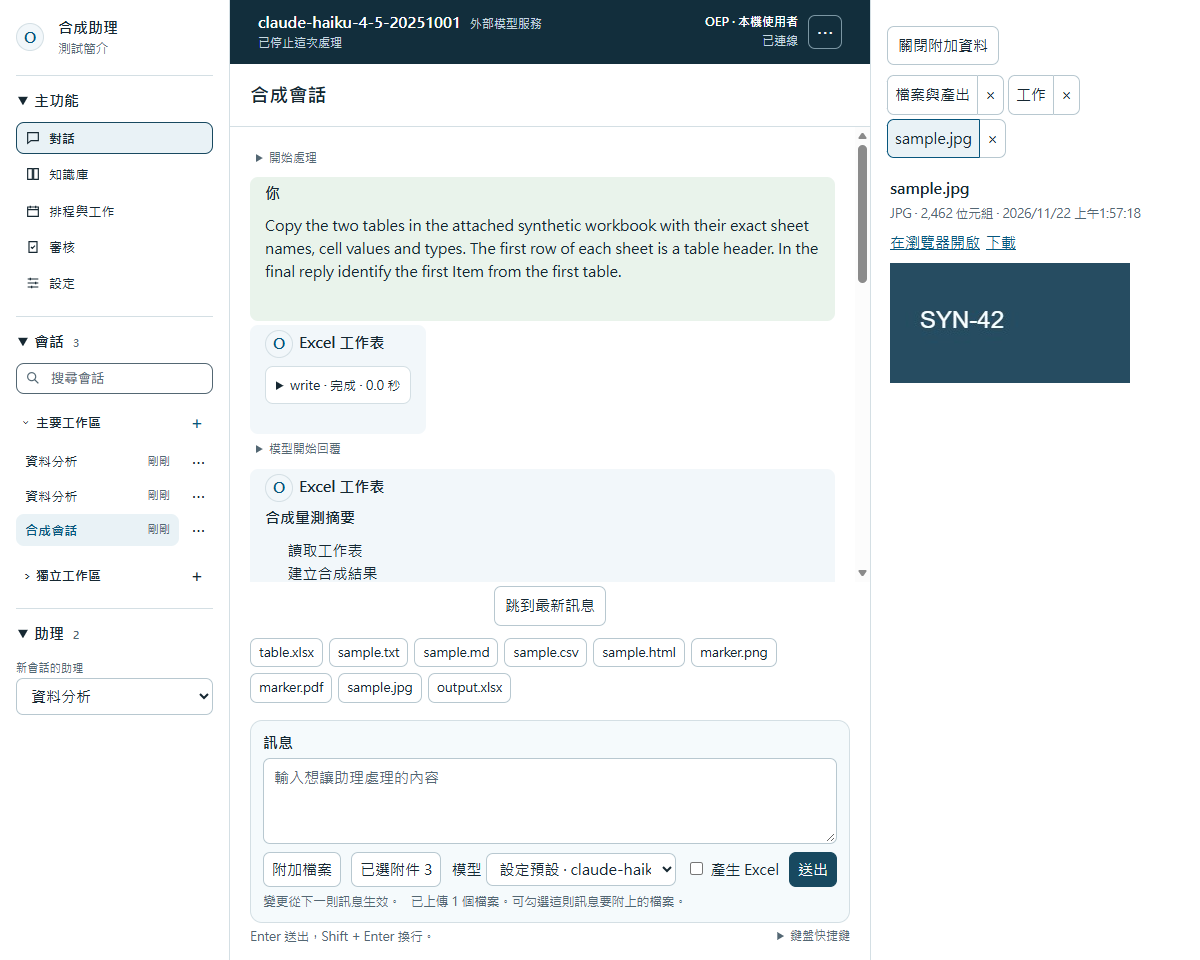 合成助理
測試簡介
▼ 主功能
對話
知識庫
排程與工作
審核
設定
▼ 會話 3
搜尋會話
主要工作區 +
資料分析 剛剛 ...
資料分析 剛剛 ...
合成會話 剛剛 ...
獨立工作區 +
▼ 助理 2
新會話的助理
資料分析
claude-haiku-4-5-20251001 外部模型服務
已停止這次處理
OEP · 本機使用者
已連線
...
合成會話
▶ 開始處理
你
Copy the two tables in the attached synthetic workbook with their exact sheet
names, cell values and types. The first row of each sheet is a table header. In the
final reply identify the first Item from the first table.
O Excel 工作表
▶ write · 完成 · 0.0 秒
▶ 模型開始回覆
O Excel 工作表
合成量測摘要
讀取工作表
建立合成結果
跳到最新訊息
table.xlsx sample.txt sample.md sample.csv sample.html marker.png
marker.pdf sample.jpg output.xlsx
訊息
輸入想讓助理處理的內容
附加檔案 已選附件 3 模型 設定預設 · claude-haik 產生 Excel 送出
變更從下一則訊息生效。 已上傳 1 個檔案。可勾選這則訊息要附上的檔案。
Enter 送出，Shift + Enter 換行。
▶ 鍵盤快捷鍵
關閉附加資料
檔案與產出 × 工作 ×
sample.jpg ×
sample.jpg
JPG · 2,462 位元組 · 2026/11/22 上午1:57:18
在瀏覽器開啟 下載
SYN-42